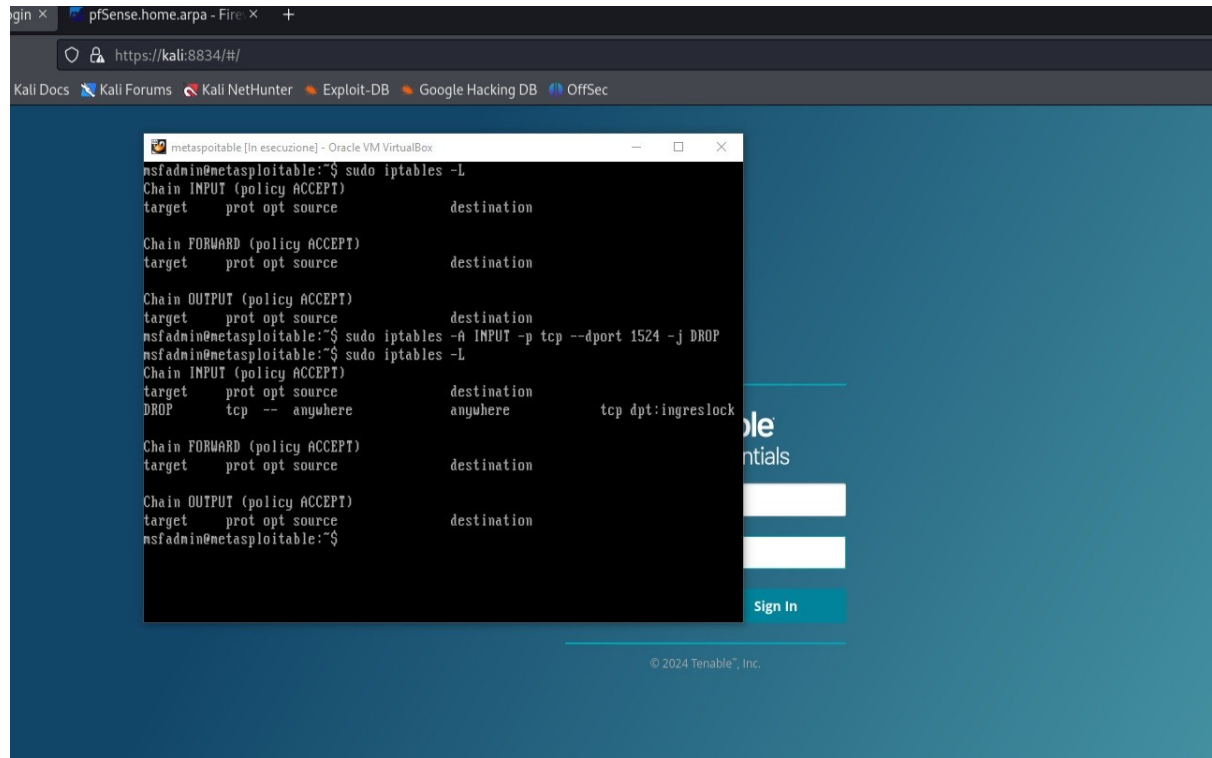 ogin ×
pfSense.home.arpa - Fire ×
+
https://kali:8834/#/
Kali Docs Kali Forums Kali NetHunter Exploit-DB Google Hacking DB OffSec
metaspoitable [In esecuzione] - Oracle VM VirtualBox
msfadmin@metasploitable:~$ sudo iptables -L
Chain INPUT (policy ACCEPT)
target prot opt source destination
Chain FORWARD (policy ACCEPT)
target prot opt source destination
Chain OUTPUT (policy ACCEPT)
target prot opt source destination
msfadmin@metasploitable:~$ sudo iptables -A INPUT -p tcp --dport 1524 -j DROP
msfadmin@metasploitable:~$ sudo iptables -L
Chain INPUT (policy ACCEPT)
target prot opt source destination
DROP tcp -- anywhere anywhere tcp dpt:ingreslock
Chain FORWARD (policy ACCEPT)
target prot opt source destination
Chain OUTPUT (policy ACCEPT)
target prot opt source destination
msfadmin@metasploitable:~$
ble
ntials
Sign In
© 2024 Tenable™, Inc.